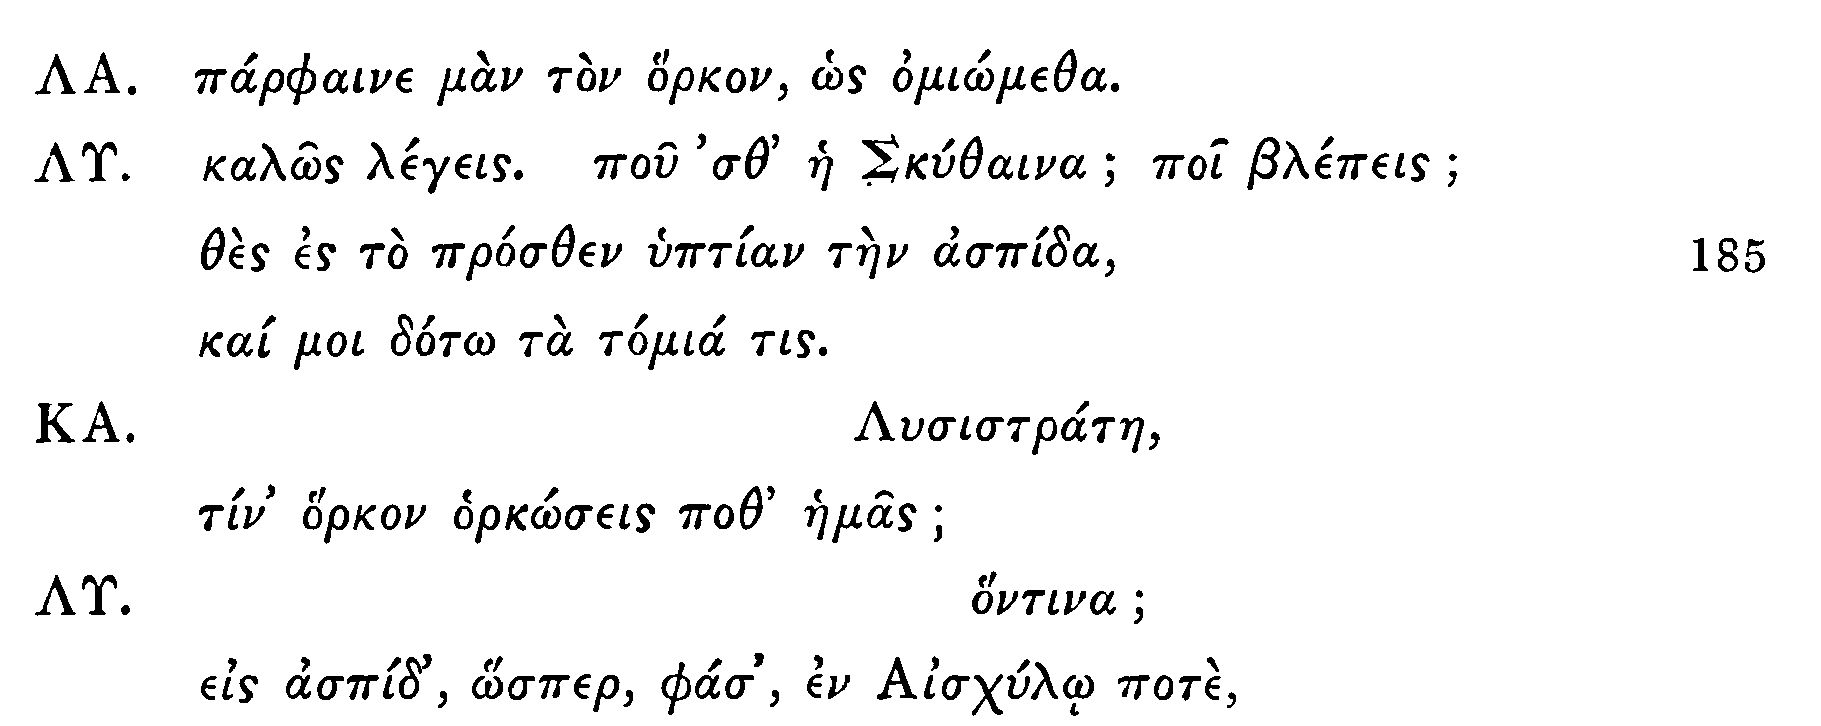 ΛΑ. πάρφαινε μὰν τὸν ὅρκον, ὡς ὀμιώμεθα.
ΛΥ. καλῶς λέγεις. ποῦ ’σθ’ ἡ Σκύθαινα; ποῖ βλέπεις;
θὲς ἐς τὸ πρόσθεν ὑπτίαν τὴν ἀσπίδα, 185
καί μοι δότω τὰ τόμιά τις.
ΚΑ. Λυσιστράτη,
τίν’ ὅρκον ὁρκώσεις ποθ’ ἡμᾶς;
ΛΥ. ὅντινα;
εἰς ἀσπίδ’, ὥσπερ, φάσ’, ἐν Αἰσχύλῳ ποτὲ,